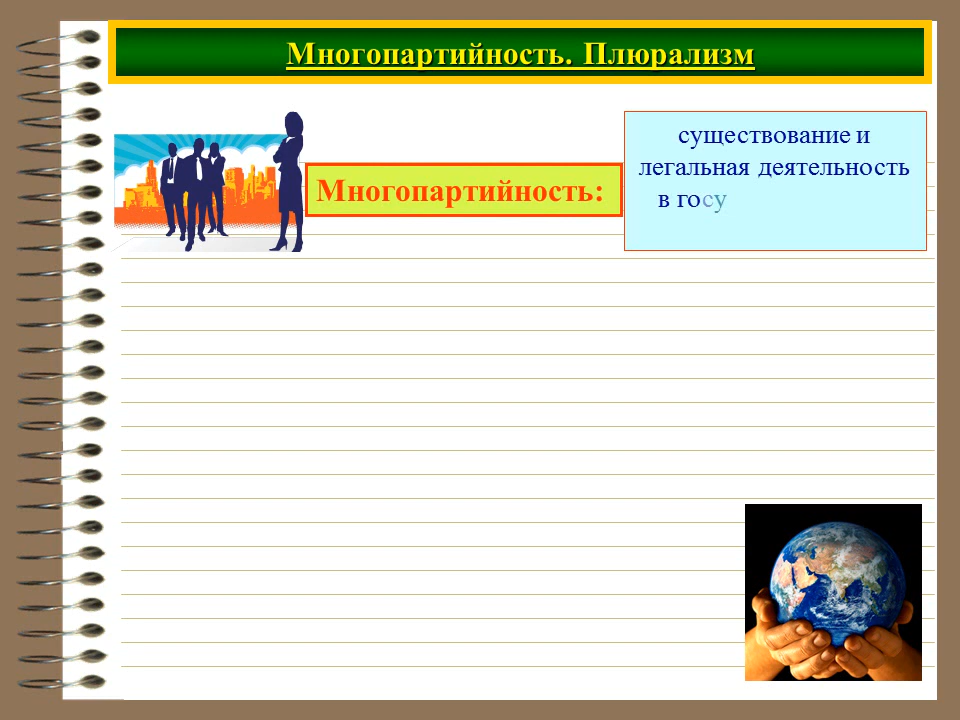 Многопартийность. Плюрализм
Многопартийность:
существование и
легальная деятельность
в госу